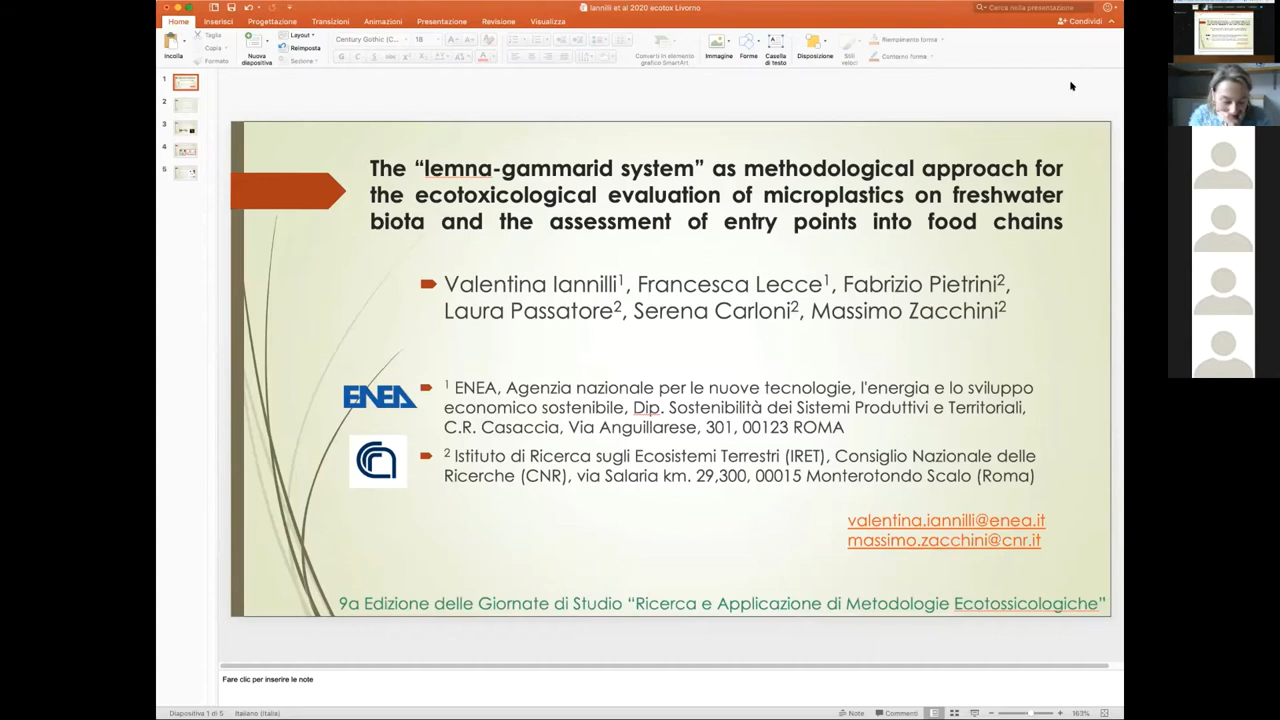 Iannilli et al 2020 ecotox Livorno
Cerca nella presentazione
Home Inserisci Progettazione Transizioni Animazioni Presentazione Revisione Visualizza
Condividi
Incolla
Taglia
Copia
Formato
Nuova
diapositiva
Layout
Reimposta
Sezione
Century Gothic (C...
18
Converti in elemento
grafico SmartArt
Immagine
Forme
Casella
di testo
Disposizione
Stili
veloci
Riempimento forma
Contorno forma
1
2
3
4
5
The “lemna-gammarid system” as methodological approach for
the ecotoxicological evaluation of microplastics on freshwater
biota and the assessment of entry points into food chains
Valentina Iannilli1, Francesca Lecce1, Fabrizio Pietrini2,
Laura Passatore2, Serena Carloni2, Massimo Zacchini2
ENEA
1 ENEA, Agenzia nazionale per le nuove tecnologie, l'energia e lo sviluppo
economico sostenibile, Dip. Sostenibilità dei Sistemi Produttivi e Territoriali,
C.R. Casaccia, Via Anguillarese, 301, 00123 ROMA
2 Istituto di Ricerca sugli Ecosistemi Terrestri (IRET), Consiglio Nazionale delle
Ricerche (CNR), via Salaria km. 29,300, 00015 Monterotondo Scalo (Roma)
valentina.iannilli@enea.it
massimo.zacchini@cnr.it
9a Edizione delle Giornate di Studio “Ricerca e Applicazione di Metodologie Ecotossicologiche”
Fare clic per inserire le note
Diapositiva 1 di 5 Italiano (Italia)
Note Commenti 163%